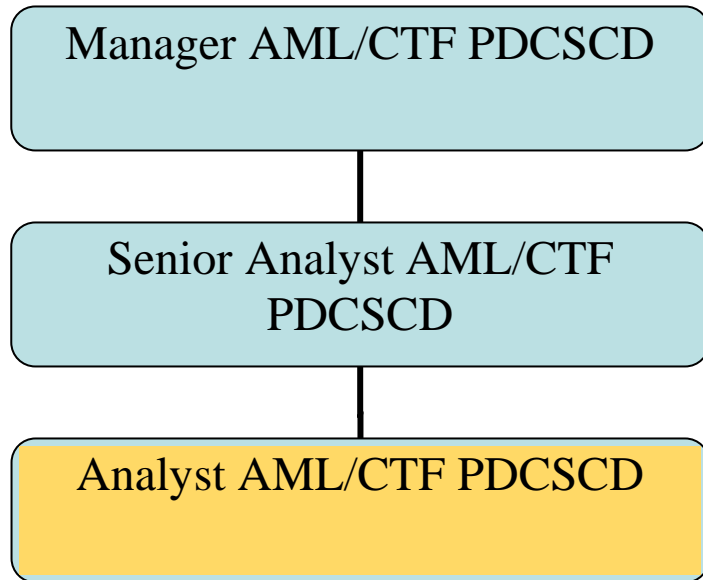 Manager AML/CTF PDCSCD
Senior Analyst AML/CTF
PDCSCD
Analyst AML/CTF PDCSCD